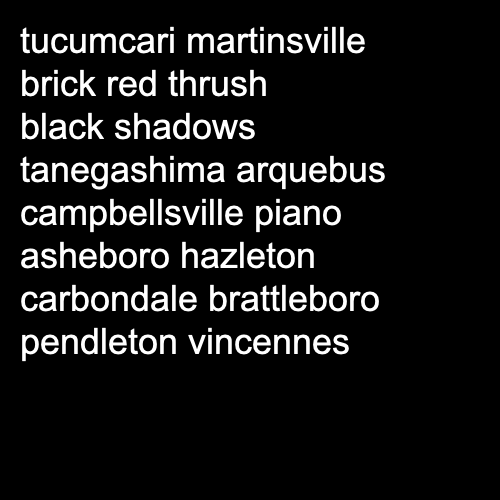 tucumcari martinsville
brick red thrush
black shadows
tanegashima arquebus
campbellsville piano
asheboro hazleton
carbondale brattleboro
pendleton vincennes